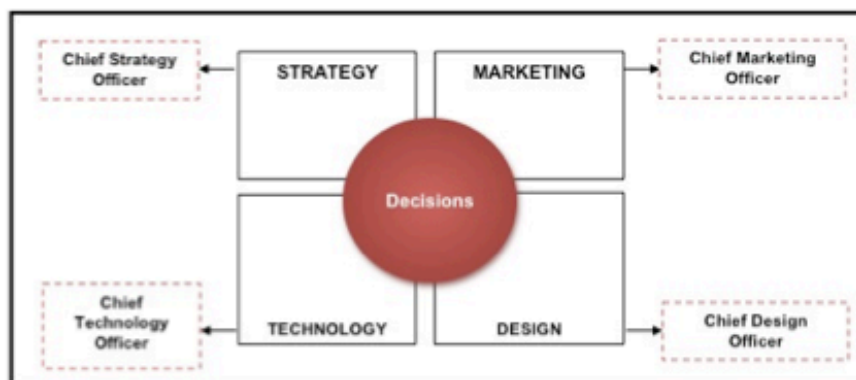 Chief Strategy
Officer
STRATEGY
MARKETING
Chief Marketing
Officer
Decisions
Chief
Technology
Officer
TECHNOLOGY
DESIGN
Chief Design
Officer